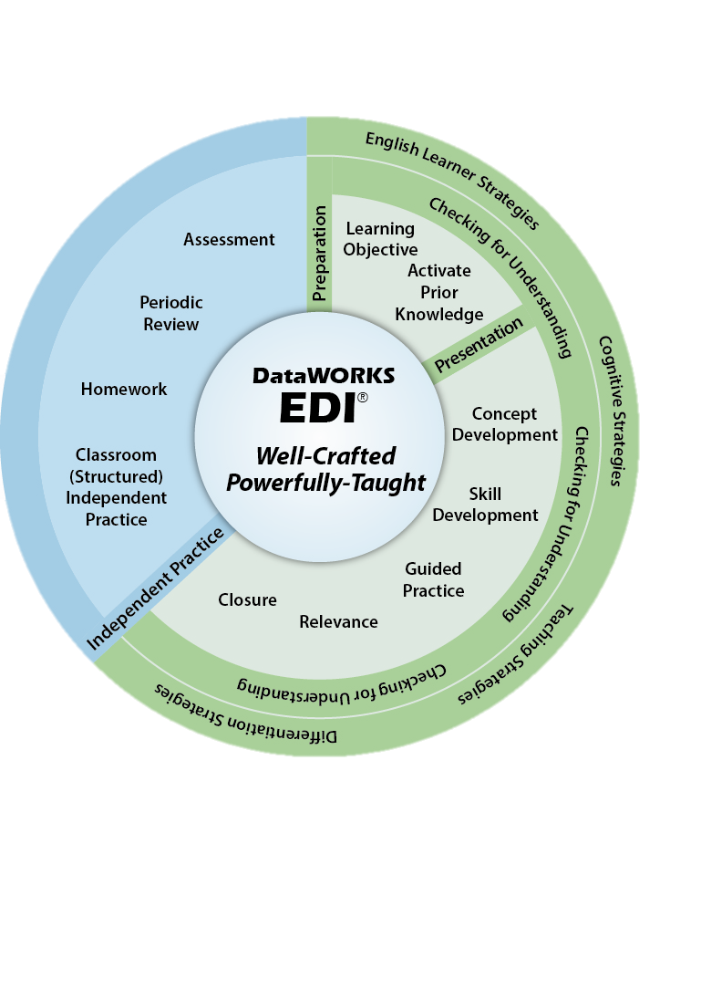 English Learner Strategies
Checking for Understanding
Preparation
Learning
Objective
Activate
Prior
Knowledge
Presentation
Cognitive Strategies
Concept
Development
Checking for Understanding
Skill
Development
Guided
Practice
Teaching Strategies
Relevance
Closure
Checking for Understanding
Differentiation Strategies
Independent Practice
Classroom
(Structured)
Independent
Practice
Homework
Periodic
Review
Assessment
DataWORKS
EDI®
Well-Crafted
Powerfully-Taught